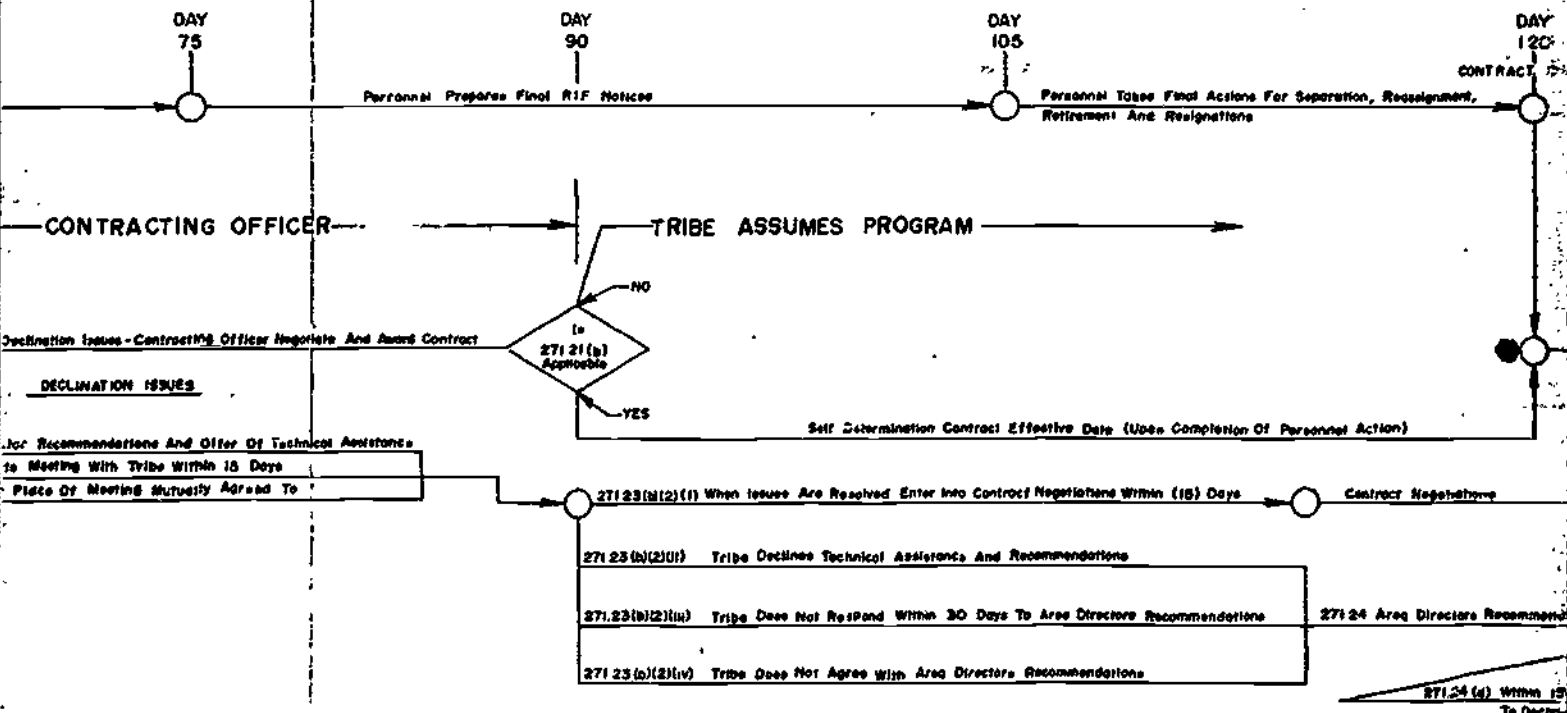 DAY
75
DAY
90
DAY
105
DAY
120
CONTRACT
Personnel Prepares Final RIF Notices
Personnel Takes Final Actions For Separation, Reassignment,
Retirement And Resignations
CONTRACTING OFFICER
TRIBE ASSUMES PROGRAM
NO
Is
271.21(b)
Applicable
YES
Declination Issues - Contracting Officer Negotiate And Award Contract
DECLINATION ISSUES
Self Determination Contract Effective Date (Upon Completion Of Personnel Action)
Recommendations And Offer Of Technical Assistance
to Meeting With Tribe Within 15 Days
Place Of Meeting Mutually Agreed To
271.23(b)(2)(i) When Issues Are Resolved Enter Into Contract Negotiations Within (15) Days
Contract Negotiations
271.23(b)(2)(ii) Tribe Declines Technical Assistance And Recommendations
271.23(b)(2)(iii) Tribe Does Not Respond Within 30 Days To Area Directors Recommendations
271.24 Area Directors Recommend
271.23(b)(2)(iv) Tribe Does Not Agree With Area Directors Recommendations
271.24(a) Within 15